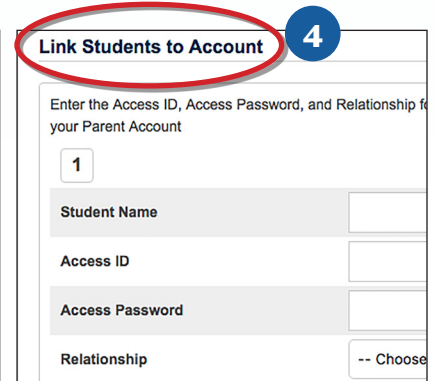 Link Students to Account 4
Enter the Access ID, Access Password, and Relationship
your Parent Account
1
Student Name
Access ID
Access Password
Relationship
-- Choose